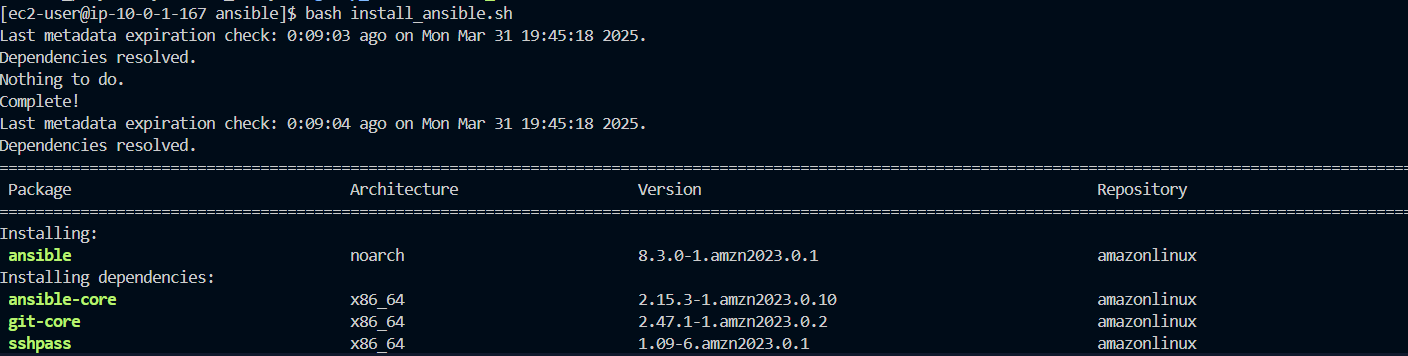 [ec2-user@ip-10-0-1-167 ansible]$ bash install_ansible.sh
Last metadata expiration check: 0:09:03 ago on Mon Mar 31 19:45:18 2025.
Dependencies resolved.
Nothing to do.
Complete!
Last metadata expiration check: 0:09:04 ago on Mon Mar 31 19:45:18 2025.
Dependencies resolved.
Package Architecture Version Repository
Installing:
ansible noarch 8.3.0-1.amzn2023.0.1 amazonlinux
Installing dependencies:
ansible-core x86_64 2.15.3-1.amzn2023.0.10 amazonlinux
git-core x86_64 2.47.1-1.amzn2023.0.2 amazonlinux
sshpass x86_64 1.09-6.amzn2023.0.1 amazonlinux